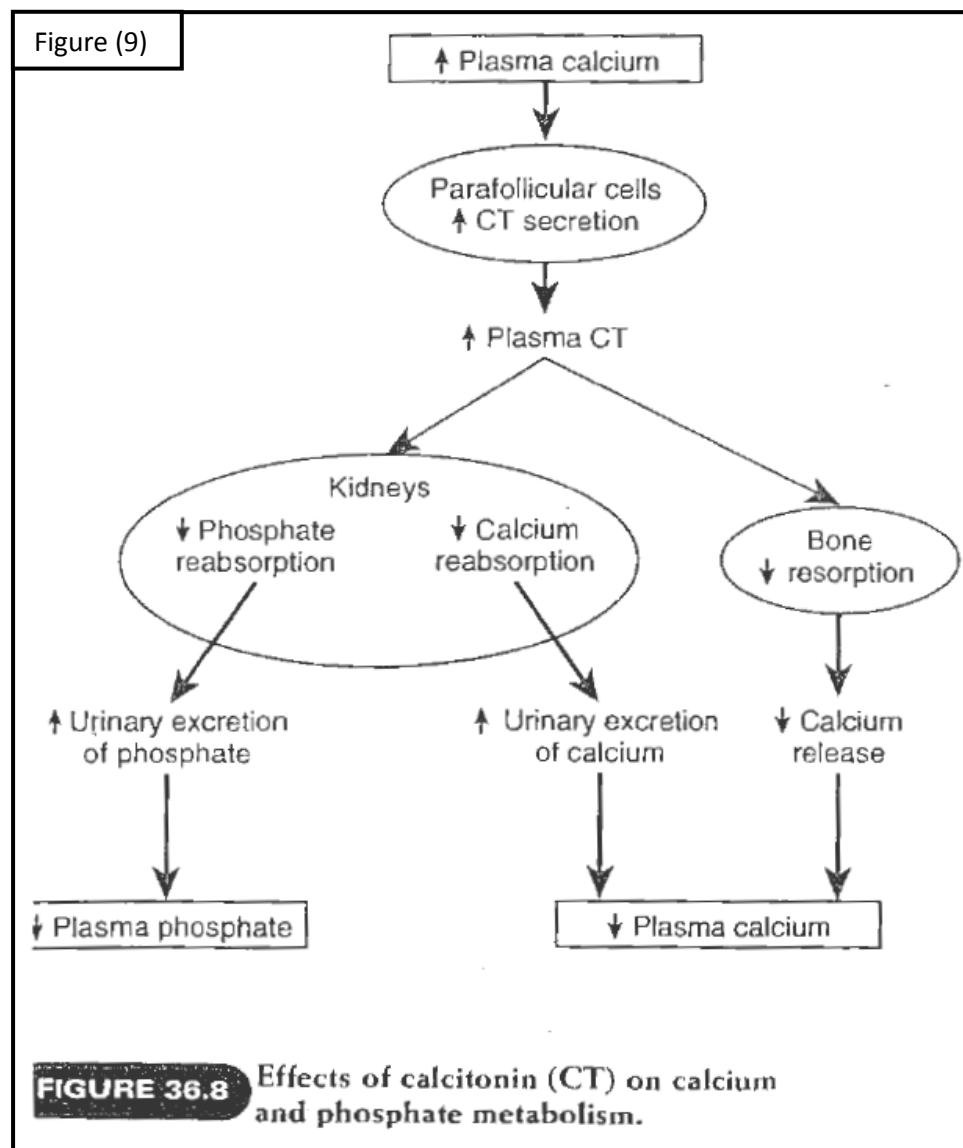 Figure (9)
↑ Plasma calcium
Parafollicular cells
↑ CT secretion
↑ Plasma CT
Kidneys
↓ Phosphate
reabsorption
↓ Calcium
reabsorption
Bone
↓ resorption
↑ Urinary excretion
of phosphate
↑ Urinary excretion
of calcium
↓ Calcium
release
↓ Plasma phosphate
↓ Plasma calcium
FIGURE 36.8 Effects of calcitonin (CT) on calcium
and phosphate metabolism.